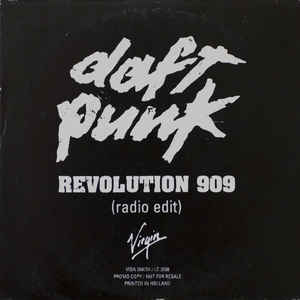 daft
punk
REVOLUTION 909
(radio edit)
Virgin
PROMO COPY / NOT FOR RESALE
PRINTED IN HOLLAND